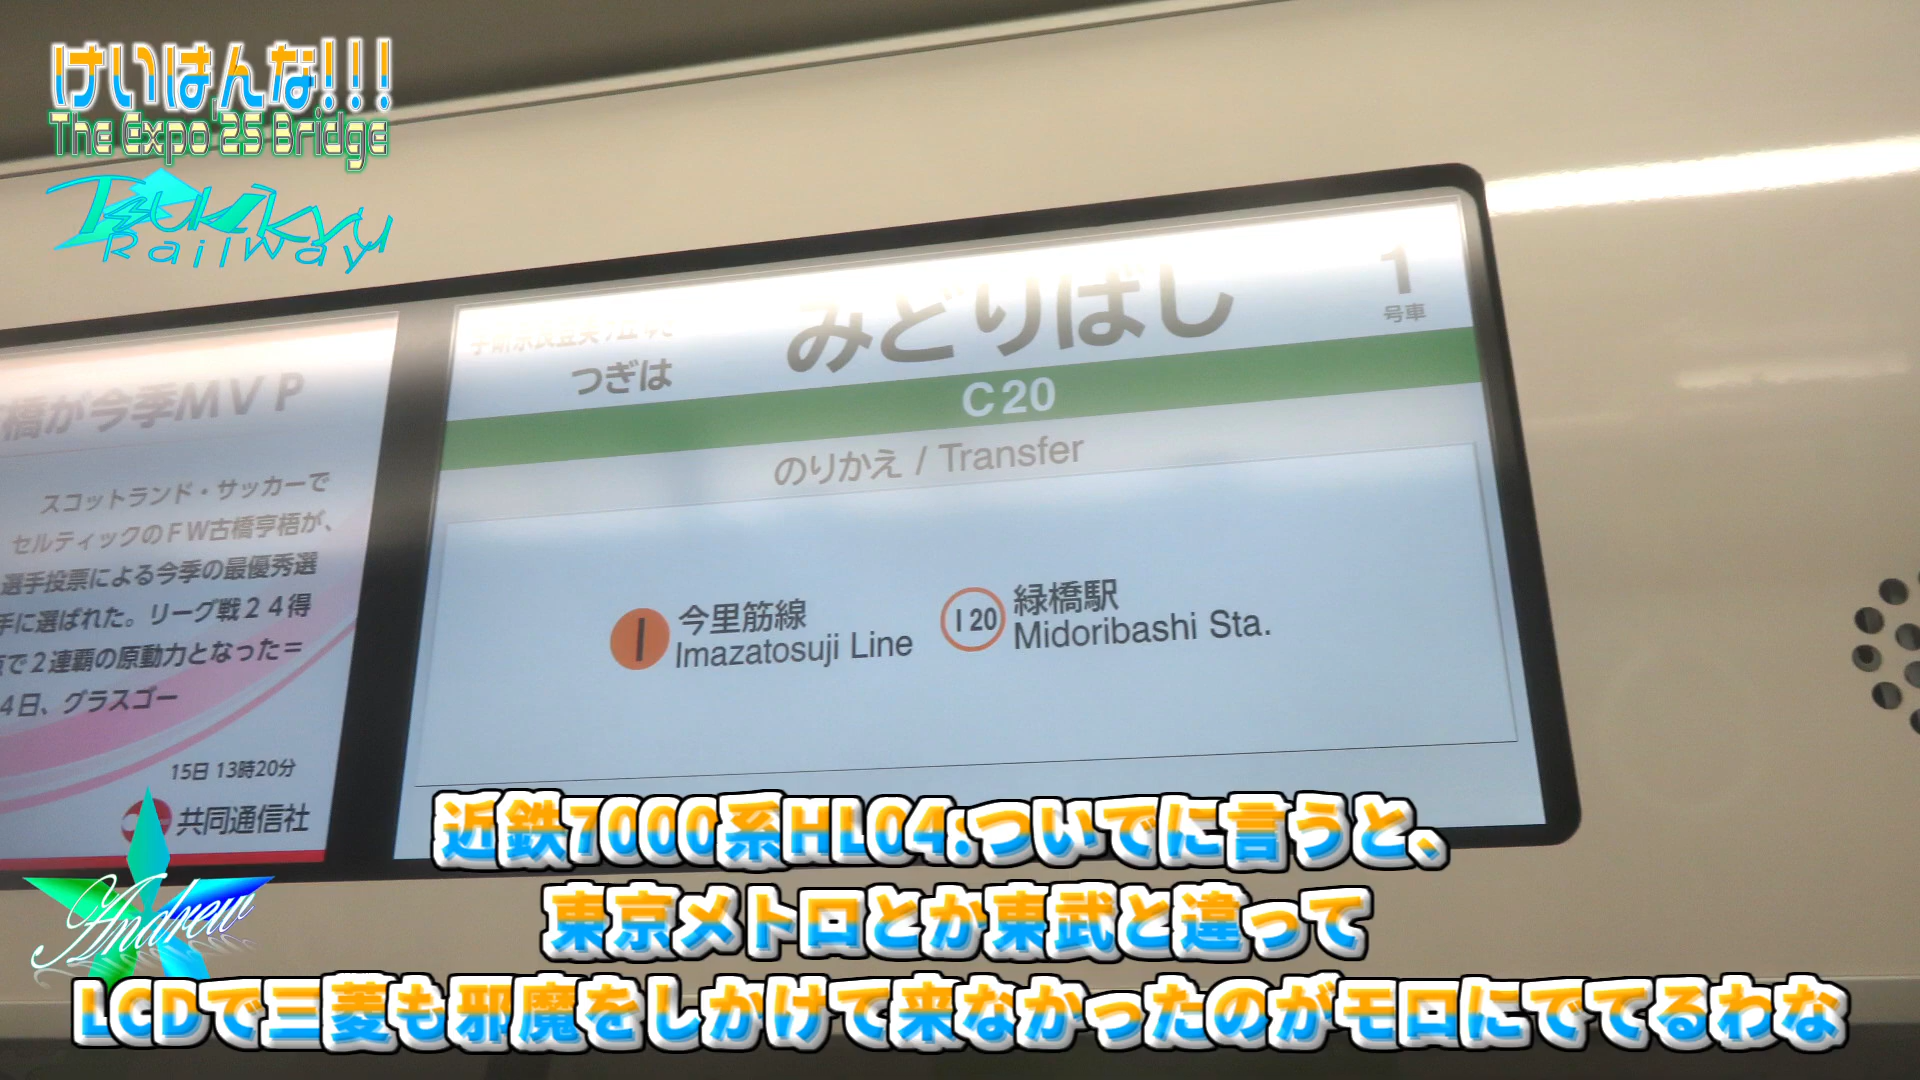 けいはんな!!!
The Expo'25 Bridge
Tsukikyu
Railway
橋が今季ＭＶＰ
スコットランド・サッカーで
セルティックのＦＷ古橋亨梧が、
選手投票による今季の最優秀選
手に選ばれた。リーグ戦２４得
点で２連覇の原動力となった＝
４日、グラスゴー
15日 13時20分
共同通信社
つぎは
みどりばし
1
号車
C20
のりかえ / Transfer
I 今里筋線
Imazatosuji Line
I 20 緑橋駅
Midoribashi Sta.
Andrew
近鉄7000系HL04:ついでに言うと、
東京メトロとか東武と違って
LCDで三菱も邪魔をしかけて来なかったのがモロにでてるわな